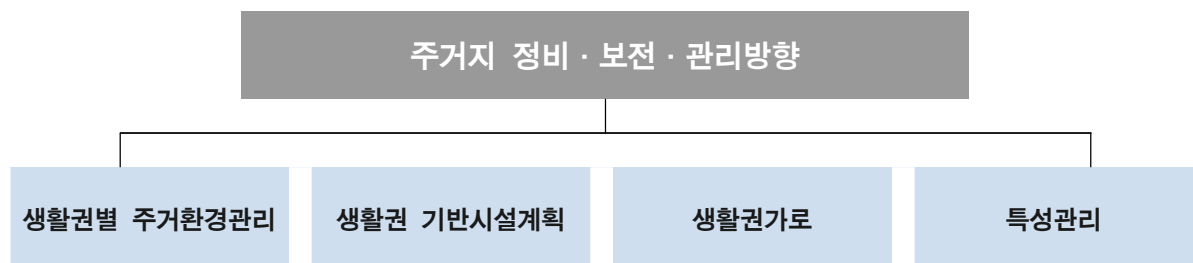 주거지 정비 · 보전 · 관리방향
생활권별 주거환경관리
생활권 기반시설계획
생활권가로
특성관리